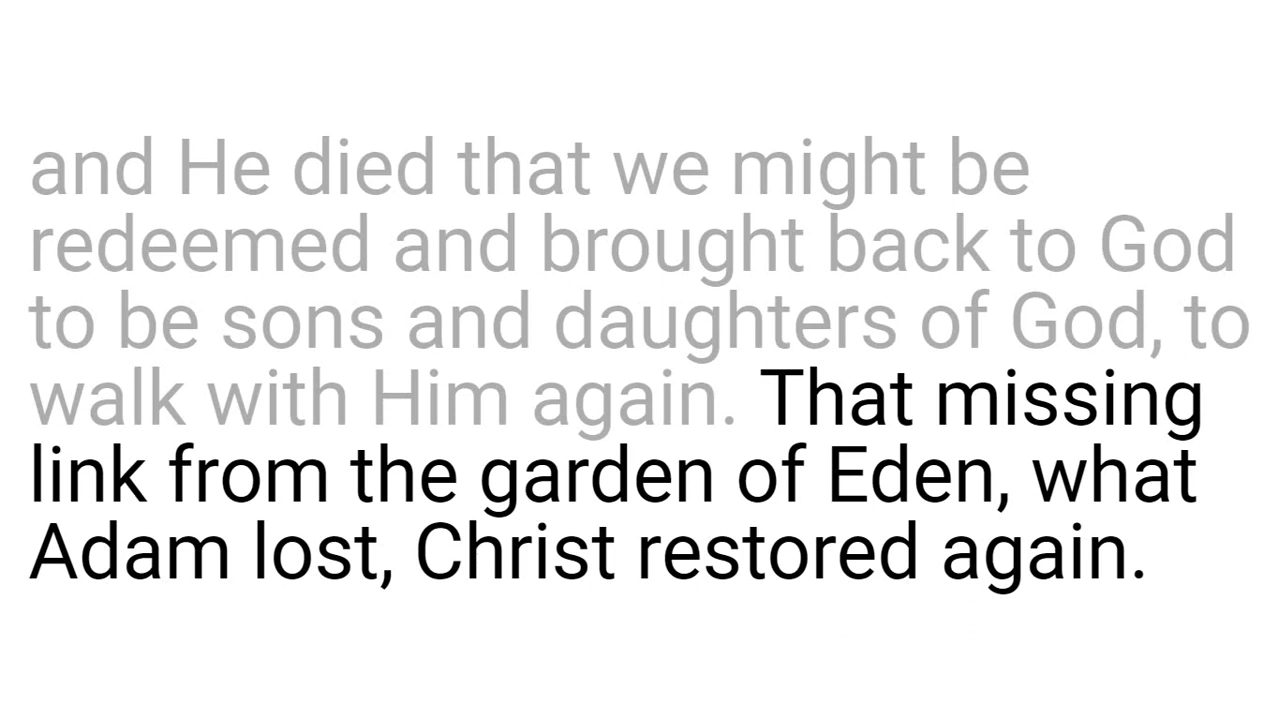 and He died that we might be
redeemed and brought back to God
to be sons and daughters of God, to
walk with Him again. That missing
link from the garden of Eden, what
Adam lost, Christ restored again.